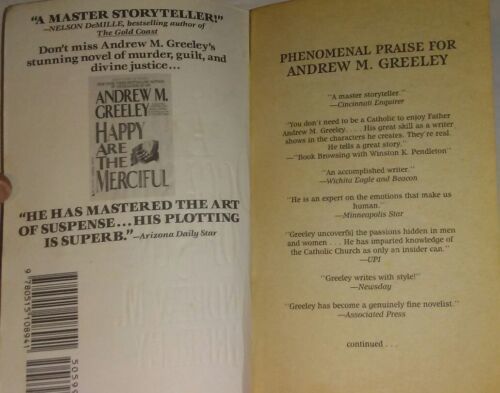 "A MASTER STORYTELLER!"
—NELSON DEMILLE, bestselling author of
The Gold Coast
Don't miss Andrew M. Greeley's
stunning novel of murder, guilt, and
divine justice...
ANDREW M.
GREELEY
HAPPY
ARE
THE
MERCIFUL
"HE HAS MASTERED THE ART
OF SUSPENSE...HIS PLOTTING
IS SUPERB."—Arizona Daily Star
9780515108941
PHENOMENAL PRAISE FOR
ANDREW M. GREELEY
"A master storyteller."
—Cincinnati Enquirer
"You don't need to be a Catholic to enjoy Father
Andrew M. Greeley. . . . His great skill as a writer
shows in the characters he creates. They're real.
He tells a great story."
—"Book Browsing with Winston K. Pendleton"
"An accomplished writer."
—Wichita Eagle and Beacon
"He is an expert on the emotions that make us
human."
—Minneapolis Star
"Greeley uncover[s] the passions hidden in men
and women . . . He has imparted knowledge of
the Catholic Church as only an insider can."
—UPI
"Greeley writes with style!"
—Newsday
"Greeley has become a genuinely fine novelist."
—Associated Press
continued . . .